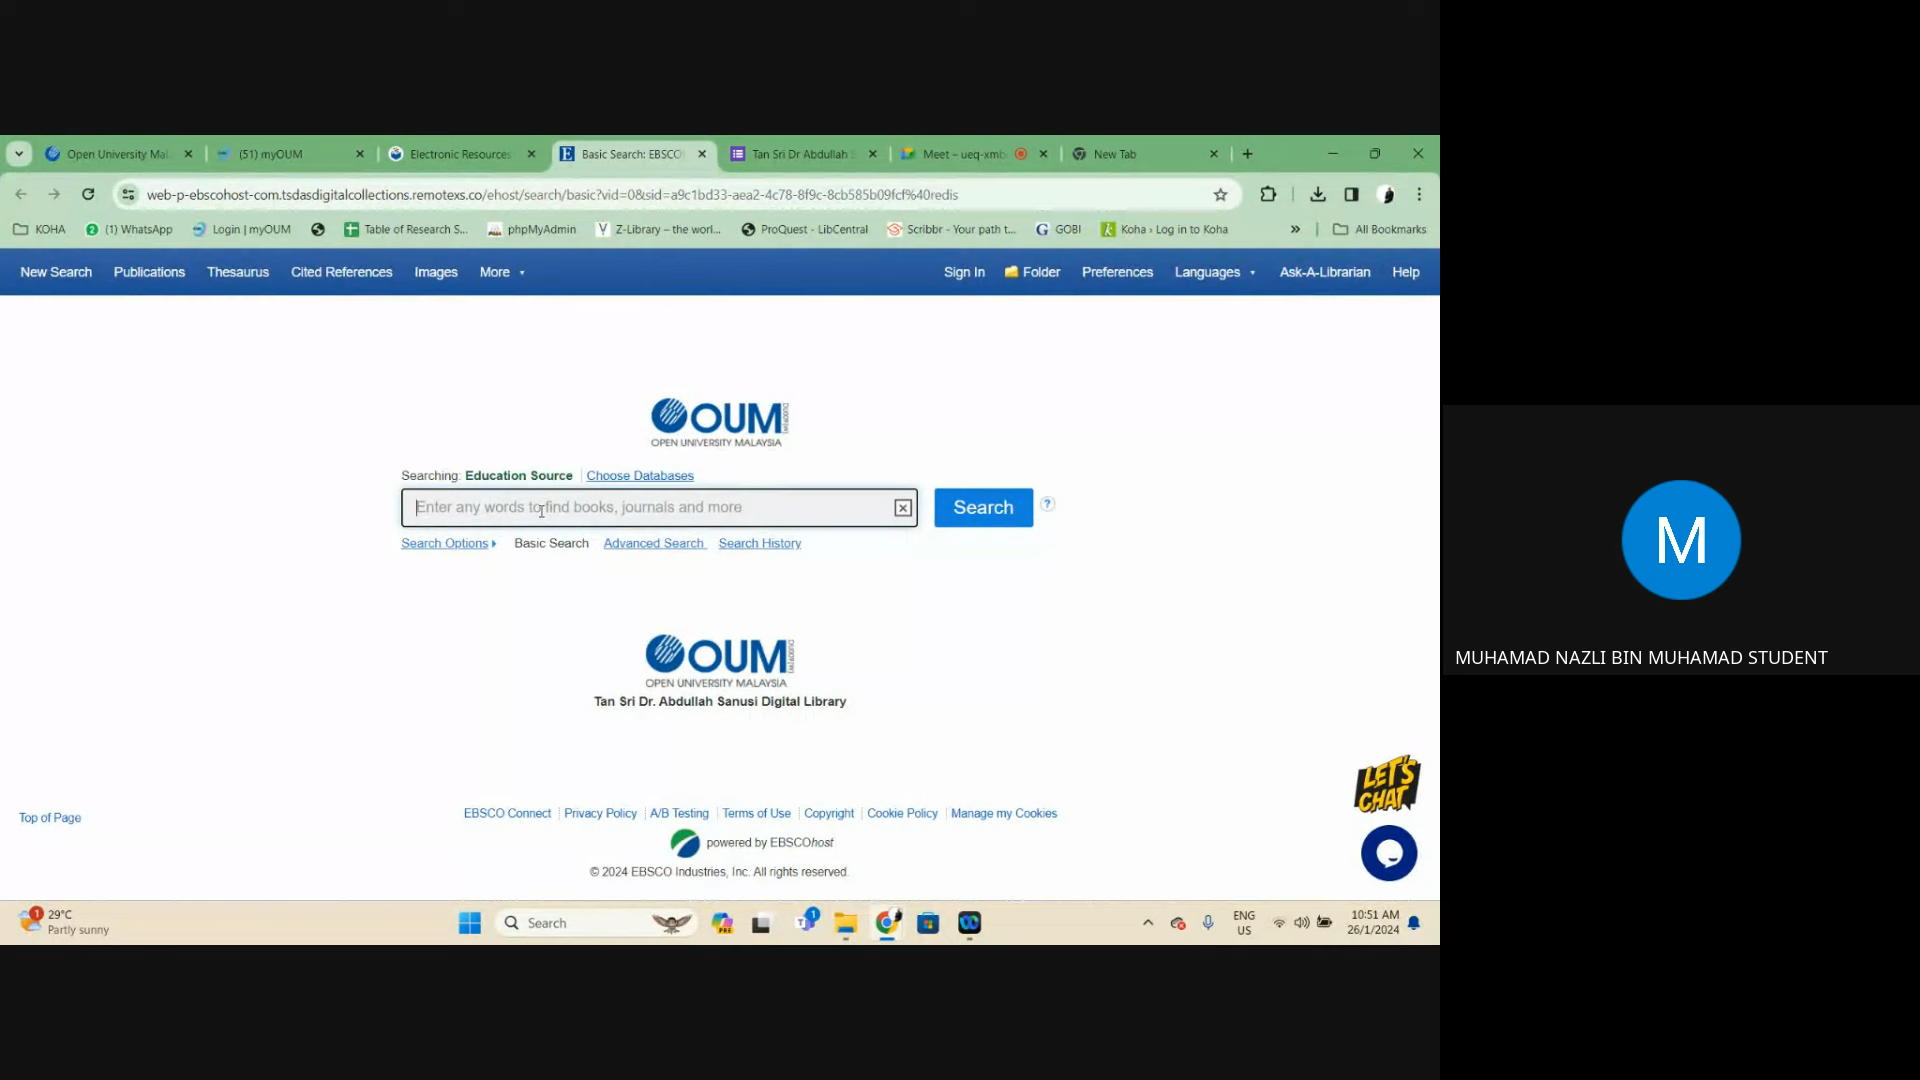 Open University Mal
(51) myOUM
Electronic Resources
Basic Search: EBSCO
Tan Sri Dr Abdullah S
Meet – ueq-xmb
New Tab
web-p-ebscohost-com.tsdasdigitalcollections.remotexs.co/ehost/search/basic?vid=0&sid=a9c1bd33-aea2-4c78-8f9c-8cb585b09fcf%40redis
KOHA
(1) WhatsApp
Login | myOUM
Table of Research S...
phpMyAdmin
Z-Library – the worl...
ProQuest - LibCentral
Scribbr - Your path t...
GOBI
Koha › Log in to Koha
All Bookmarks
New Search
Publications
Thesaurus
Cited References
Images
More
Sign In
Folder
Preferences
Languages
Ask-A-Librarian
Help
OUM
OPEN UNIVERSITY MALAYSIA
Searching: Education Source
Choose Databases
Enter any words to find books, journals and more
Search
?
Search Options
Basic Search
Advanced Search
Search History
OUM
OPEN UNIVERSITY MALAYSIA
Tan Sri Dr. Abdullah Sanusi Digital Library
LET'S
CHAT
Top of Page
EBSCO Connect
Privacy Policy
A/B Testing
Terms of Use
Copyright
Cookie Policy
Manage my Cookies
powered by EBSCOhost
© 2024 EBSCO Industries, Inc. All rights reserved.
29°C
Partly sunny
Search
ENG
US
10:51 AM
26/1/2024
M
MUHAMAD NAZLI BIN MUHAMAD STUDENT